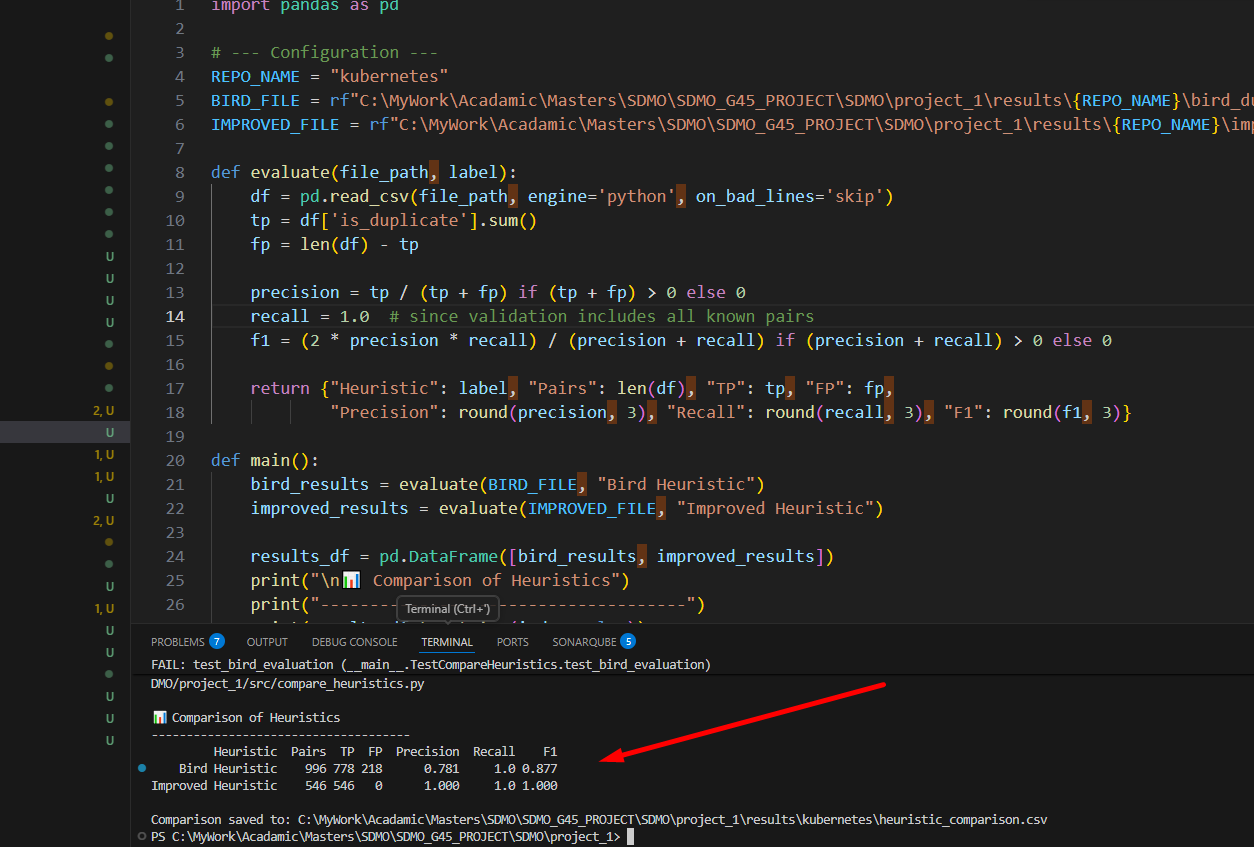 1 import pandas as pd
2
3 # --- Configuration ---
4 REPO_NAME = "kubernetes"
5 BIRD_FILE = rf"C:\MyWork\Acadamic\Masters\SDMO\SDMO_G45_PROJECT\SDMO\project_1\results\{REPO_NAME}\bird_du
6 IMPROVED_FILE = rf"C:\MyWork\Acadamic\Masters\SDMO\SDMO_G45_PROJECT\SDMO\project_1\results\{REPO_NAME}\imp
7
8 def evaluate(file_path, label):
9 df = pd.read_csv(file_path, engine='python', on_bad_lines='skip')
10 tp = df['is_duplicate'].sum()
11 fp = len(df) - tp
U
12
U
13 precision = tp / (tp + fp) if (tp + fp) > 0 else 0
U
14 recall = 1.0 # since validation includes all known pairs
U
15 f1 = (2 * precision * recall) / (precision + recall) if (precision + recall) > 0 else 0
16
17 return {"Heuristic": label, "Pairs": len(df), "TP": tp, "FP": fp,
2, U
18 "Precision": round(precision, 3), "Recall": round(recall, 3), "F1": round(f1, 3)}
U
19
1, U
20 def main():
1, U
21 bird_results = evaluate(BIRD_FILE, "Bird Heuristic")
U
22 improved_results = evaluate(IMPROVED_FILE, "Improved Heuristic")
2, U
23
24 results_df = pd.DataFrame([bird_results, improved_results])
25 print("\n📊 Comparison of Heuristics")
U
26 print("-------- -------------------")
1, U
Terminal (Ctrl+')
U
PROBLEMS 7 OUTPUT DEBUG CONSOLE TERMINAL PORTS SONARQUBE 5
U
FAIL: test_bird_evaluation (__main__.TestCompareHeuristics.test_bird_evaluation)
DMO/project_1/src/compare_heuristics.py
U
📊 Comparison of Heuristics
U
------------------------------------
U
Heuristic Pairs TP FP Precision Recall F1
Bird Heuristic 996 778 218 0.781 1.0 0.877
Improved Heuristic 546 546 0 1.000 1.0 1.000
Comparison saved to: C:\MyWork\Acadamic\Masters\SDMO\SDMO_G45_PROJECT\SDMO\project_1\results\kubernetes\heuristic_comparison.csv
PS C:\MyWork\Acadamic\Masters\SDMO\SDMO_G45_PROJECT\SDMO\project_1>